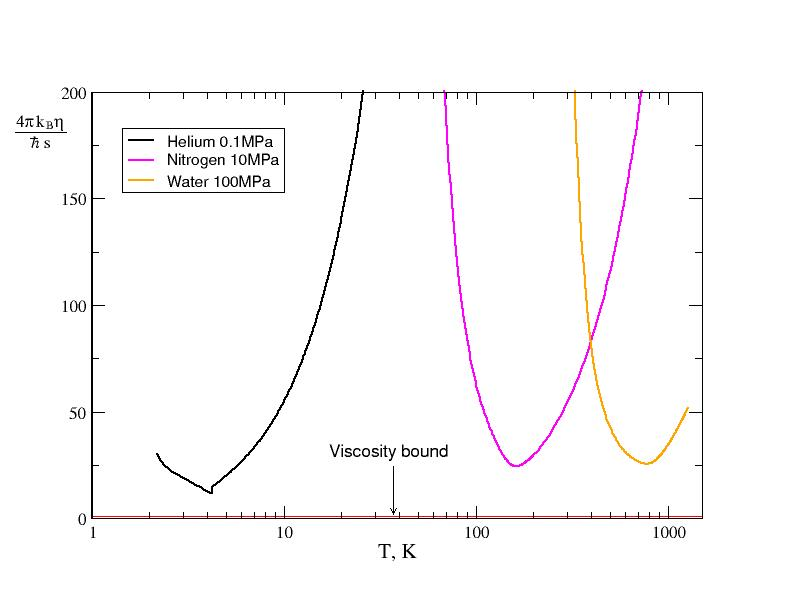 200
4πk_Bη
ħ s
Helium 0.1MPa
Nitrogen 10MPa
Water 100MPa
150
100
50
Viscosity bound
0
1 10 100 1000
T, K